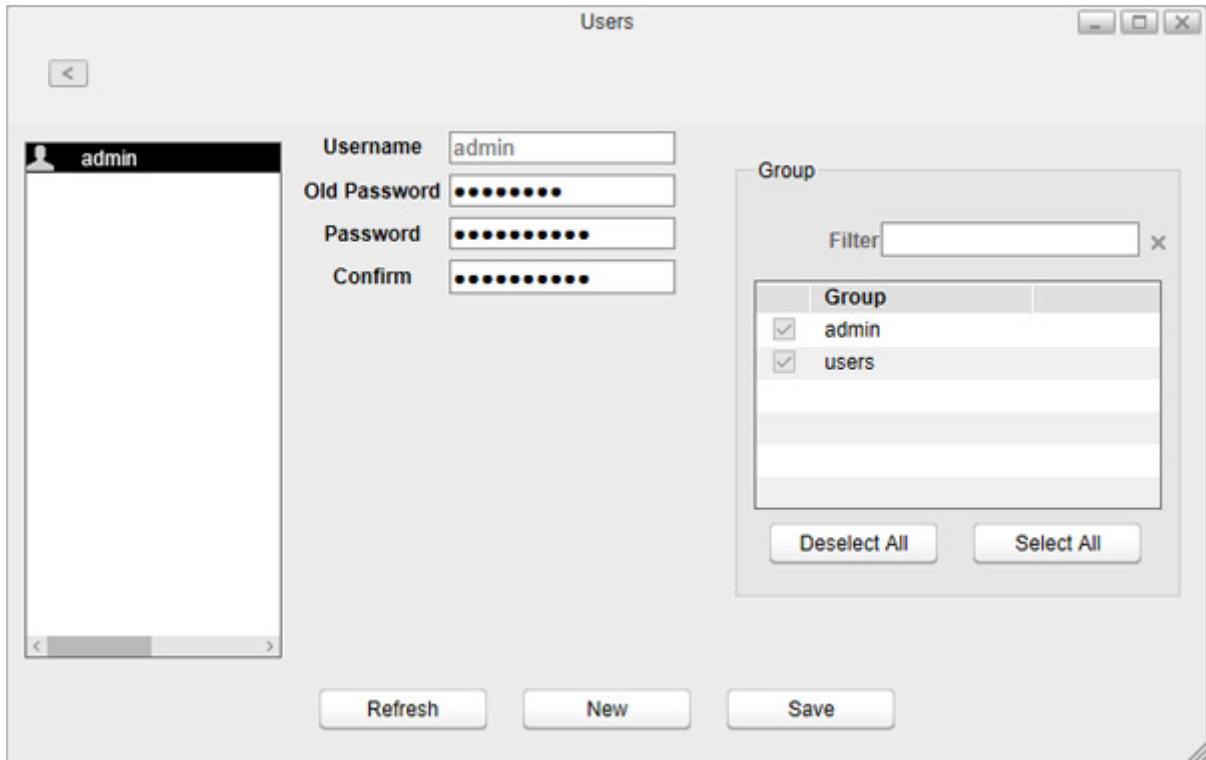 Users
<
admin
Username admin
Old Password ••••••••
Password ••••••••••
Confirm ••••••••••
Group
Filter
Group
admin
users
Deselect All Select All
Refresh New Save